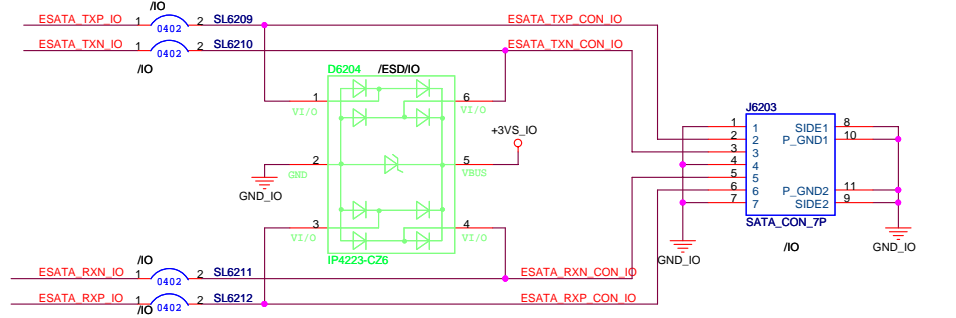 /IO
ESATA_TXP_IO 1 2 SL6209 ESATA_TXP_CON_IO
0402
ESATA_TXN_IO 1 2 SL6210 ESATA_TXN_CON_IO
0402
/IO
D6204 /ESD/IO
1 6
VI/O VI/O
+3VS_IO
2 5
GND VBUS
GND_IO
3 4
VI/O VI/O
IP4223-CZ6
J6203
1 1 SIDE1 8
2 2 P_GND1 10
3 3
4 4
5 5
6 6 P_GND2 11
7 7 SIDE2 9
SATA_CON_7P
/IO
GND_IO GND_IO
/IO
ESATA_RXN_IO 1 2 SL6211 ESATA_RXN_CON_IO
0402
ESATA_RXP_IO 1 2 SL6212 ESATA_RXP_CON_IO
/IO 0402